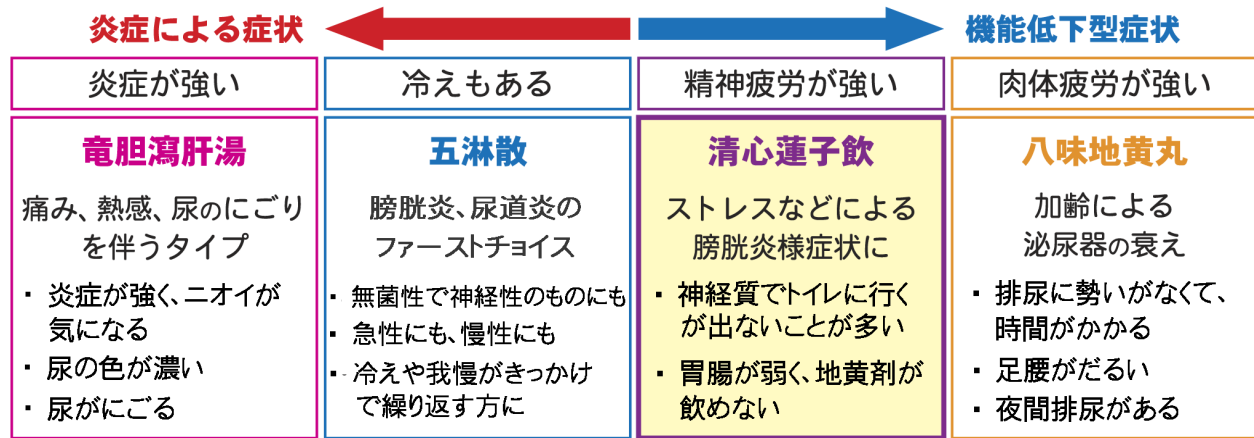 炎症による症状
機能低下型症状
炎症が強い
冷えもある
精神疲労が強い
肉体疲労が強い
竜胆瀉肝湯
痛み、熱感、尿のにごり
を伴うタイプ
・炎症が強く、ニオイが
気になる
・尿の色が濃い
・尿がにごる
五淋散
膀胱炎、尿道炎の
ファーストチョイス
・無菌性で神経性のものにも
・急性にも、慢性にも
・冷えや我慢がきっかけ
で繰り返す方に
清心蓮子飲
ストレスなどによる
膀胱炎様症状に
・神経質でトイレに行く
が出ないことが多い
・胃腸が弱く、地黄剤が
飲めない
八味地黄丸
加齢による
泌尿器の衰え
・排尿に勢いがなくて、
時間がかかる
・足腰がだるい
・夜間排尿がある